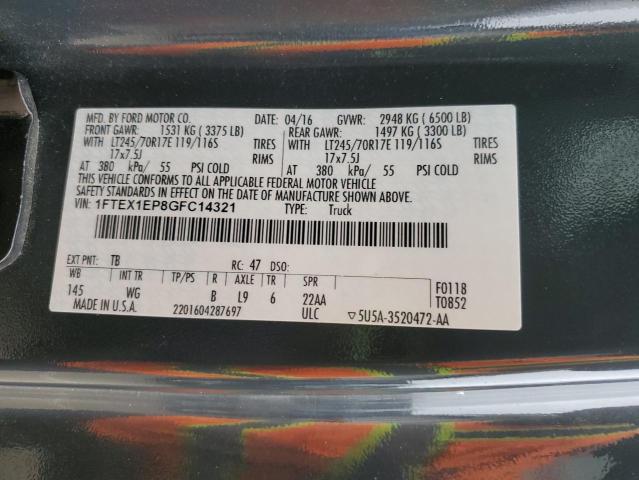 MFD. BY FORD MOTOR CO. DATE: 04/16 GVWR: 2948 KG ( 6500 LB)
FRONT GAWR: 1531 KG ( 3375 LB) REAR GAWR: 1497 KG ( 3300 LB)
WITH LT245/70R17E 119/116S TIRES WITH LT245/70R17E 119/116S TIRES
17x7.5J RIMS 17x7.5J RIMS
AT 380 kPa/ 55 PSI COLD AT 380 kPa/ 55 PSI COLD
THIS VEHICLE CONFORMS TO ALL APPLICABLE FEDERAL MOTOR VEHICLE
SAFETY STANDARDS IN EFFECT ON THE DATE OF MANUFACTURE SHOWN ABOVE.
VIN: 1FTEX1EP8GFC14321 TYPE: Truck
EXT PNT: TB RC: 47 DSO:
WB INT TR TP/PS R AXLE TR SPR F0118
145 WG B L9 6 22AA T0852
MADE IN U.S.A. 2201604287697 ULC ▽5U5A-3520472-AA